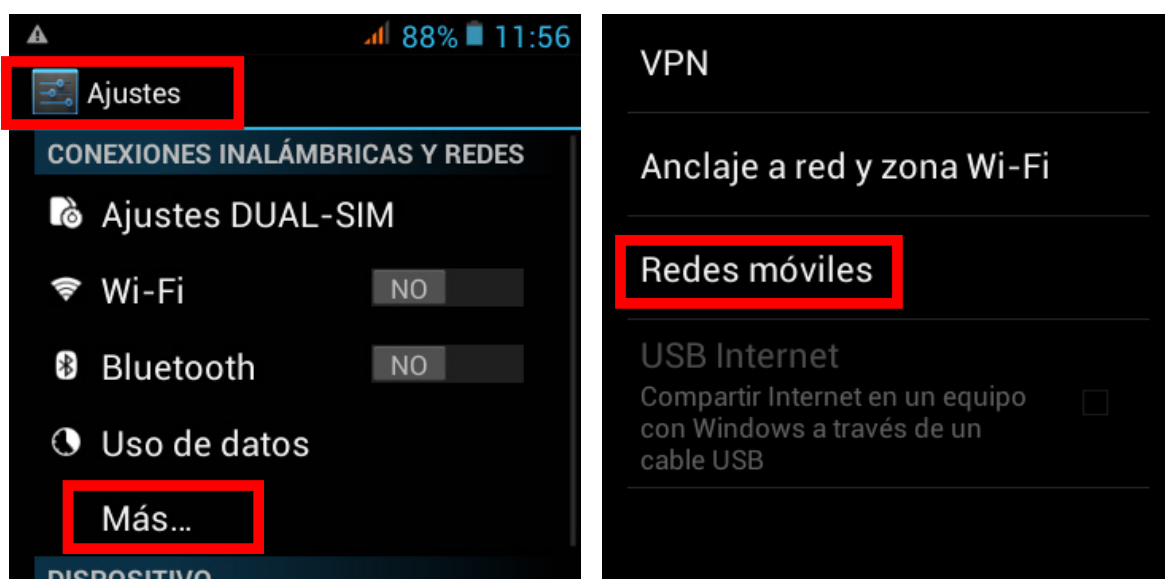 88% 11:56
Ajustes
CONEXIONES INALÁMBRICAS Y REDES
Ajustes DUAL-SIM
Wi-Fi NO
Bluetooth NO
Uso de datos
Más...
DISPOSITIVO
VPN
Anclaje a red y zona Wi-Fi
Redes móviles
USB Internet
Compartir Internet en un equipo
con Windows a través de un
cable USB